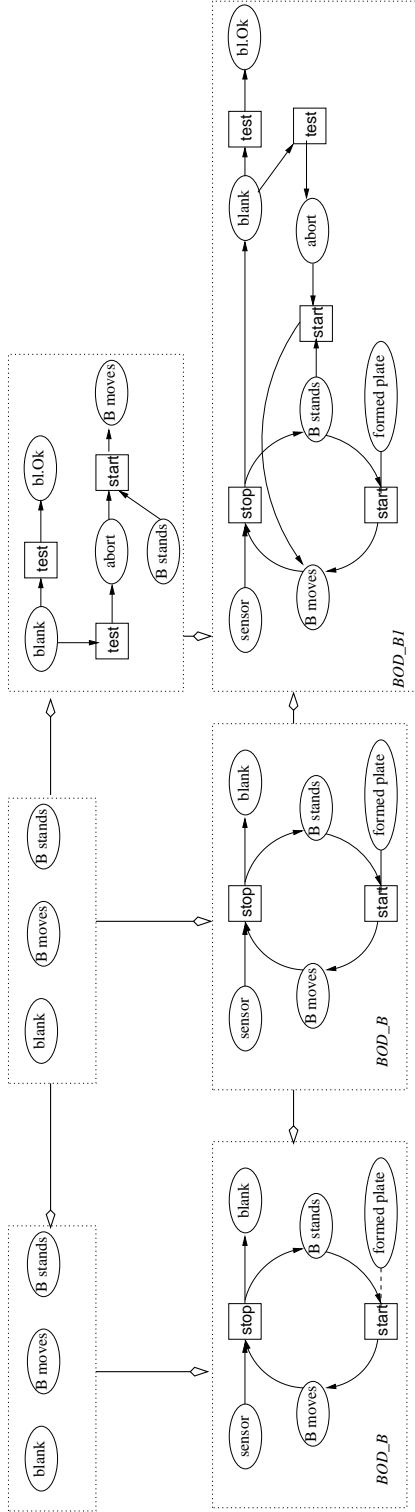 blank
B moves
B stands
blank
B moves
B stands
blank
test
bl.Ok
test
abort
start
B moves
B stands
sensor
stop
blank
B moves
B stands
start
formed plate
BOD_B
sensor
stop
blank
B moves
B stands
start
formed plate
BOD_B
sensor
stop
blank
test
bl.Ok
test
abort
start
B moves
B stands
start
formed plate
BOD_B1